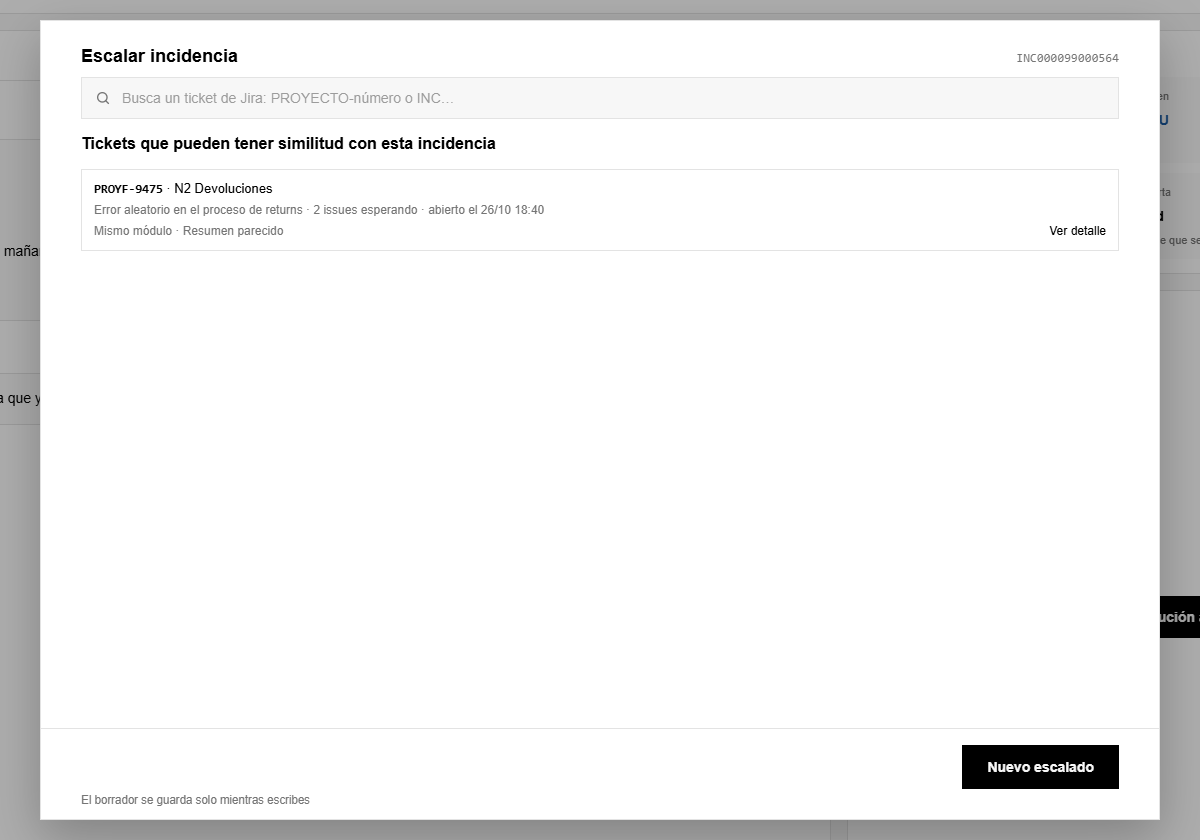 Escalar incidencia
INC000099000564
Busca un ticket de Jira: PROYECTO-número o INC…
Tickets que pueden tener similitud con esta incidencia
PROYF-9475 · N2 Devoluciones
Error aleatorio en el proceso de returns · 2 issues esperando · abierto el 26/10 18:40
Mismo módulo · Resumen parecido
Ver detalle
a que y
Nuevo escalado
El borrador se guarda solo mientras escribes